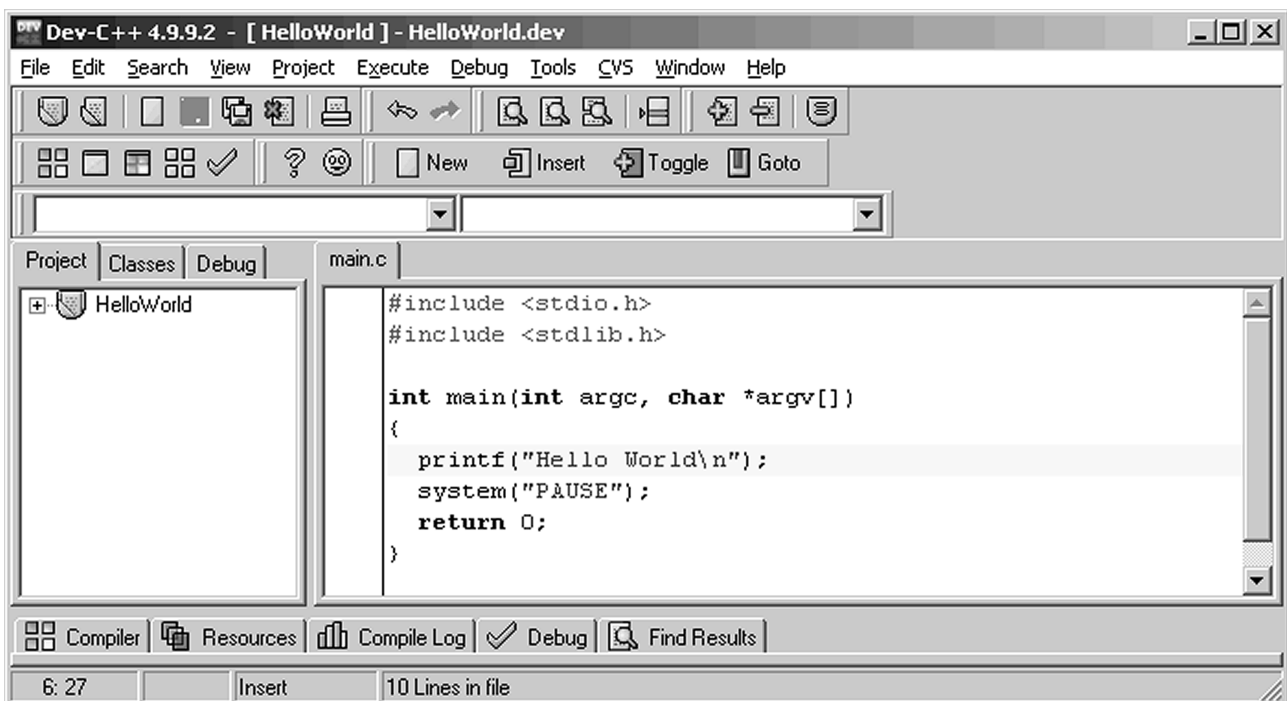 Dev-C++ 4.9.9.2 - [ HelloWorld ] - HelloWorld.dev
File Edit Search View Project Execute Debug Tools CVS Window Help
New Insert Toggle Goto
Project Classes Debug main.c
HelloWorld
#include <stdio.h>
#include <stdlib.h>
int main(int argc, char *argv[])
{
printf("Hello World\n");
system("PAUSE");
return 0;
}
Compiler Resources Compile Log Debug Find Results
6: 27 Insert 10 Lines in file